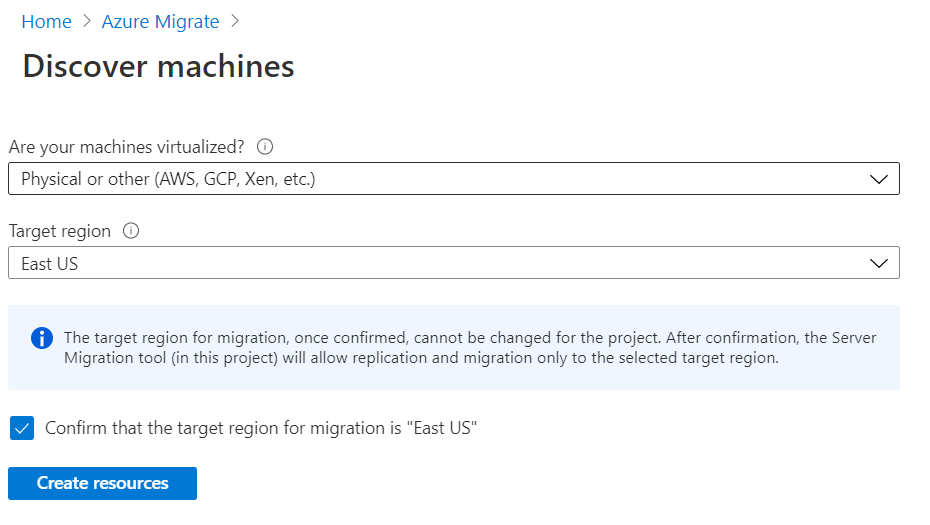 Home > Azure Migrate >
Discover machines
Are your machines virtualized?
Physical or other (AWS, GCP, Xen, etc.)
Target region
East US
The target region for migration, once confirmed, cannot be changed for the project. After confirmation, the Server
Migration tool (in this project) will allow replication and migration only to the selected target region.
Confirm that the target region for migration is "East US"
Create resources